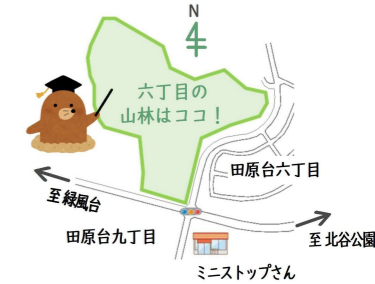 N
六丁目の
山林はココ！
田原台六丁目
至 緑風台
田原台九丁目
至 北谷公園
ミニストップさん